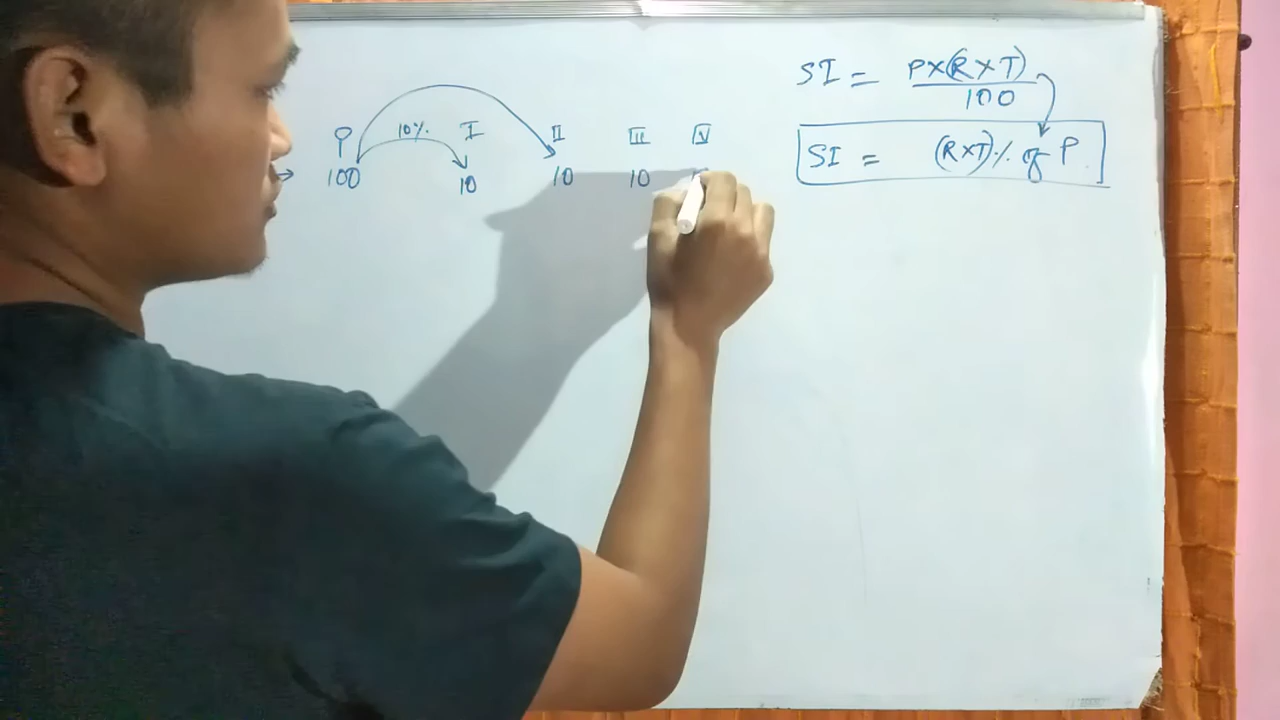 SI = P×(R×T)
100
10%
P I II III IV
100 10 10 10
SI = (R×T)% of P